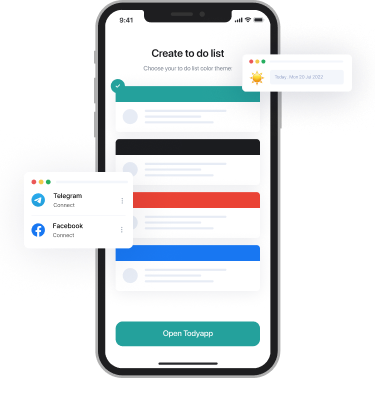 9:41
Create to do list
Choose your to do list color theme:
Today : Mon 20 Jul 2022
Telegram
Connect
Facebook
Connect
Open Todyapp